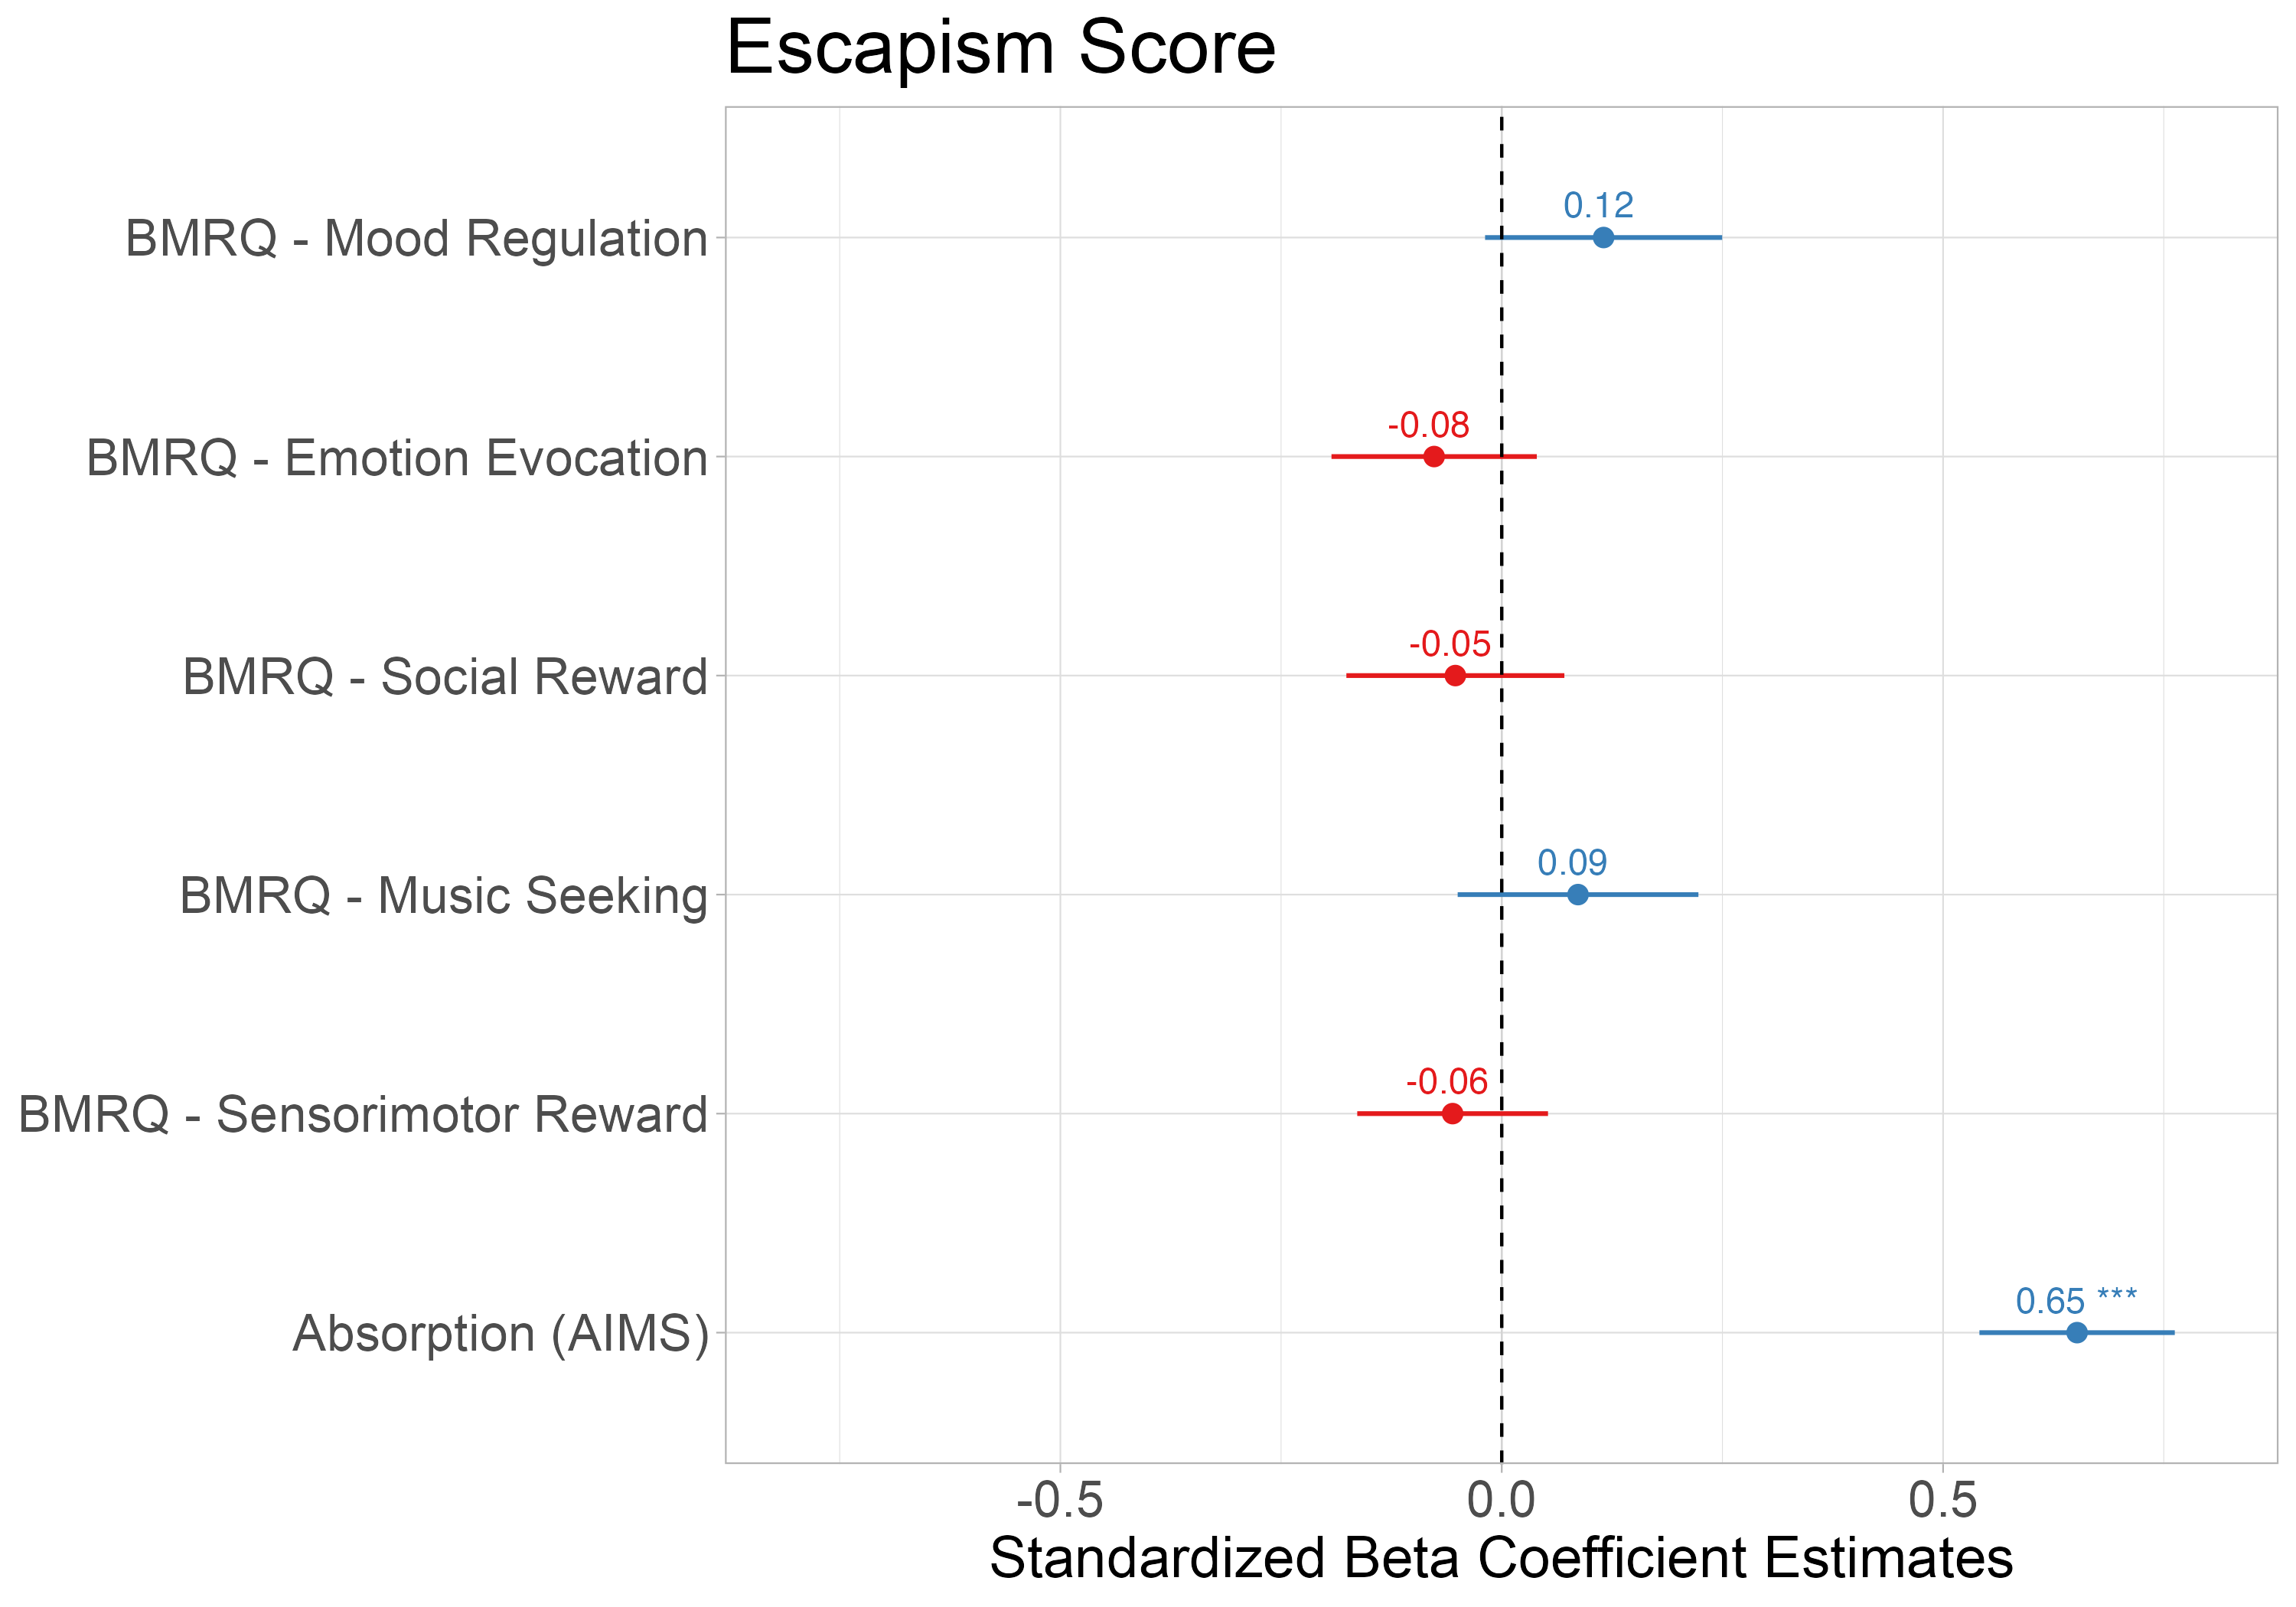 Escapism Score
BMRQ - Mood Regulation
0.12
BMRQ - Emotion Evocation
-0.08
BMRQ - Social Reward
-0.05
BMRQ - Music Seeking
0.09
BMRQ - Sensorimotor Reward
-0.06
Absorption (AIMS)
0.65 ***
-0.5 0.0 0.5
Standardized Beta Coefficient Estimates